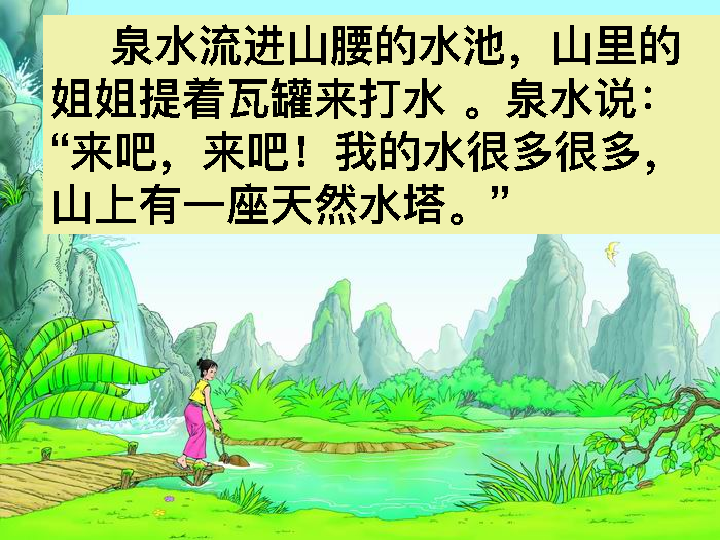 泉水流进山腰的水池，山里的
姐姐提着瓦罐来打水 。泉水说：
“来吧，来吧！我的水很多很多，
山上有一座天然水塔。”